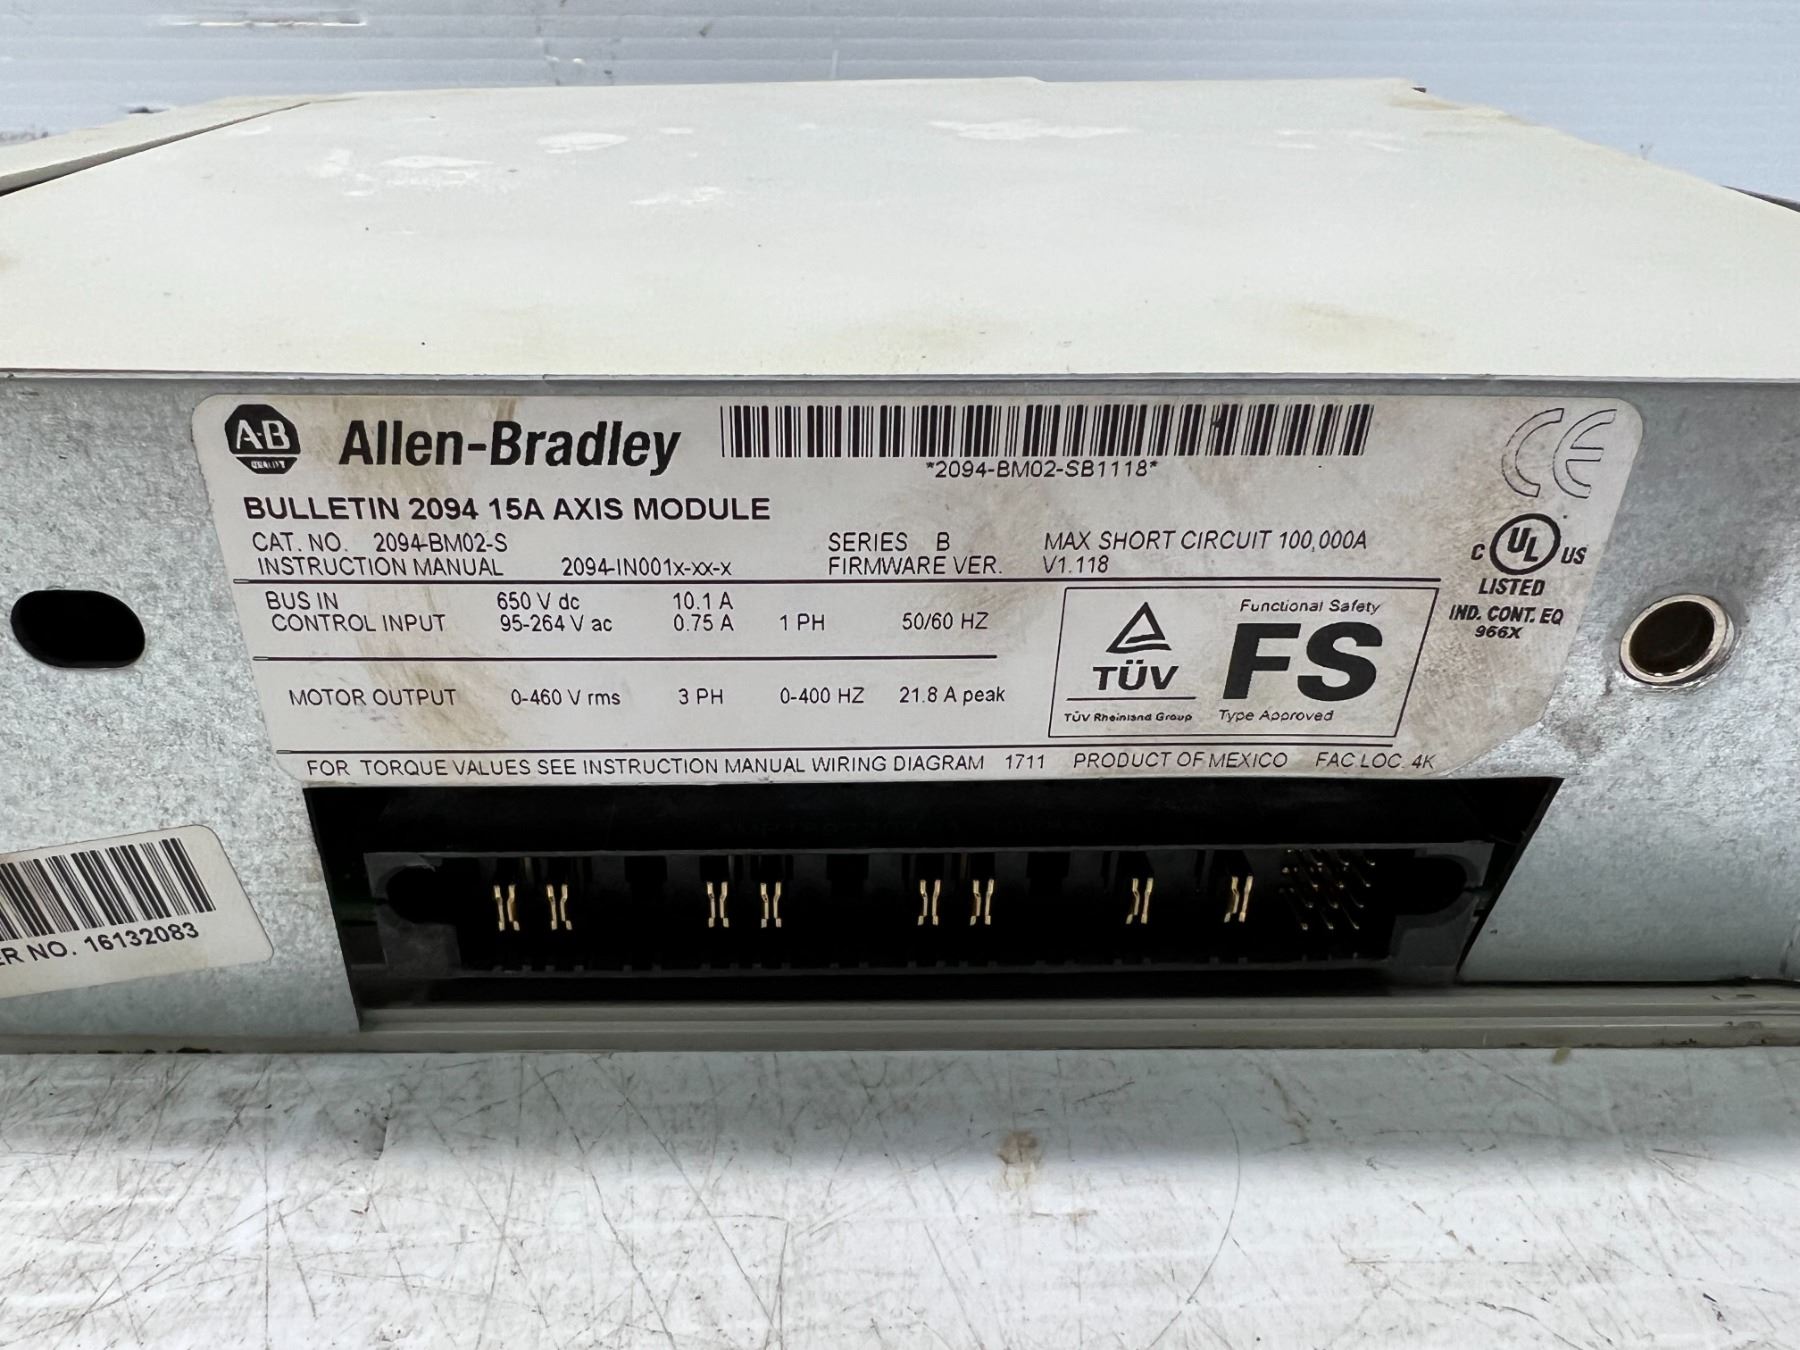 A-B
QUALITY
Allen-Bradley
*2094-BM02-SB1118*
BULLETIN 2094 15A AXIS MODULE
CAT. NO. 2094-BM02-S SERIES B MAX SHORT CIRCUIT 100,000A
INSTRUCTION MANUAL 2094-IN001x-xx-x FIRMWARE VER. V1.118
BUS IN 650 V dc 10.1 A
CONTROL INPUT 95-264 V ac 0.75 A 1 PH 50/60 HZ
MOTOR OUTPUT 0-460 V rms 3 PH 0-400 HZ 21.8 A peak
TÜV
TÜV Rheinland Group
Functional Safety
FS
Type Approved
CE
C UL US
LISTED
IND. CONT. EQ
966X
FOR TORQUE VALUES SEE INSTRUCTION MANUAL WIRING DIAGRAM 1711 PRODUCT OF MEXICO FAC LOC. 4K
ER NO. 16132083